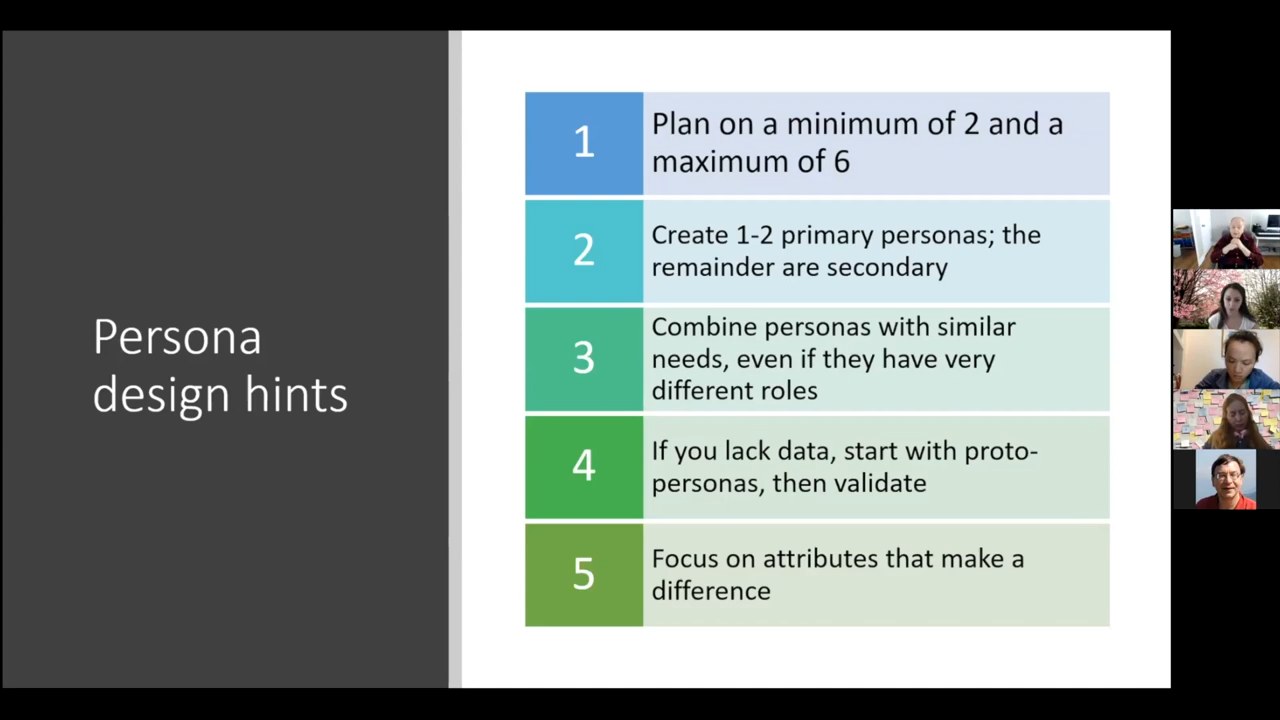 Persona
design hints
1
Plan on a minimum of 2 and a
maximum of 6
2
Create 1-2 primary personas; the
remainder are secondary
3
Combine personas with similar
needs, even if they have very
different roles
4
If you lack data, start with proto-
personas, then validate
5
Focus on attributes that make a
difference